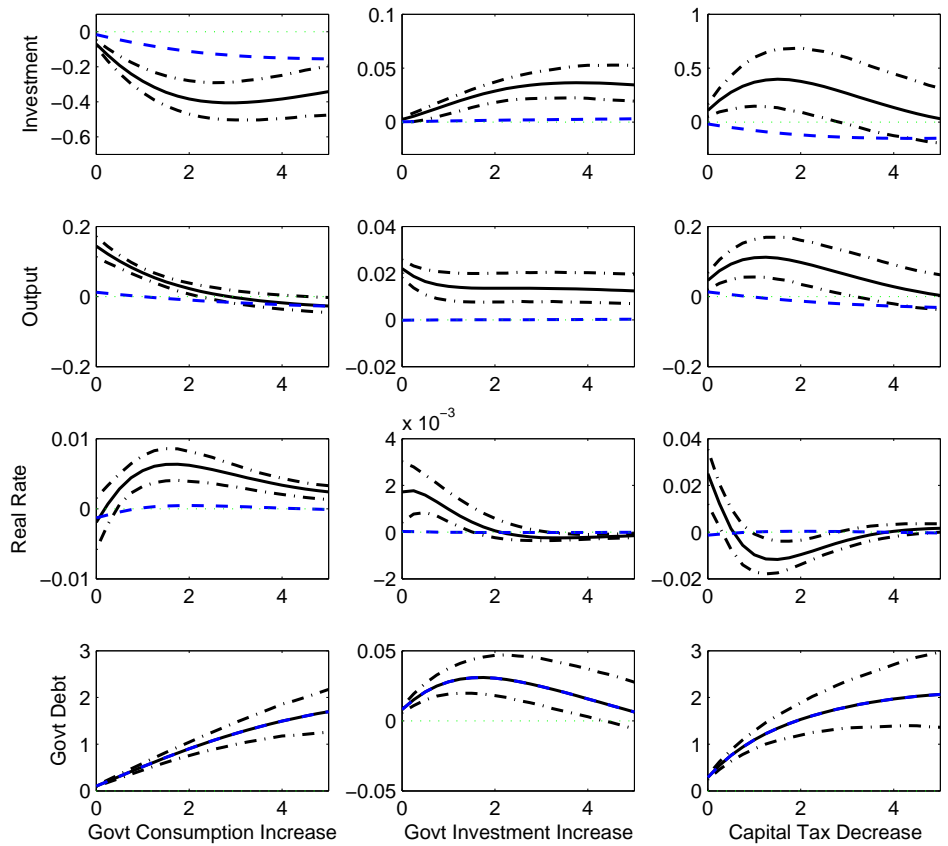 0 0.1 1
Investment
−0.2 0.05 0.5
−0.4
−0.6 0 0
0 2 4 0 2 4 0 2 4
0.2 0.04 0.2
Output
0 0.02 0
0
−0.2 −0.02 −0.2
0 2 4 0 2 4 0 2 4
x 10⁻³
0.01 4 0.04
Real Rate
0 2 0.02
0 0
−0.01 −2 −0.02
0 2 4 0 2 4 0 2 4
3 0.05 3
Govt Debt
2 2
0
1 1
0 −0.05 0
0 2 4 0 2 4 0 2 4
Govt Consumption Increase Govt Investment Increase Capital Tax Decrease